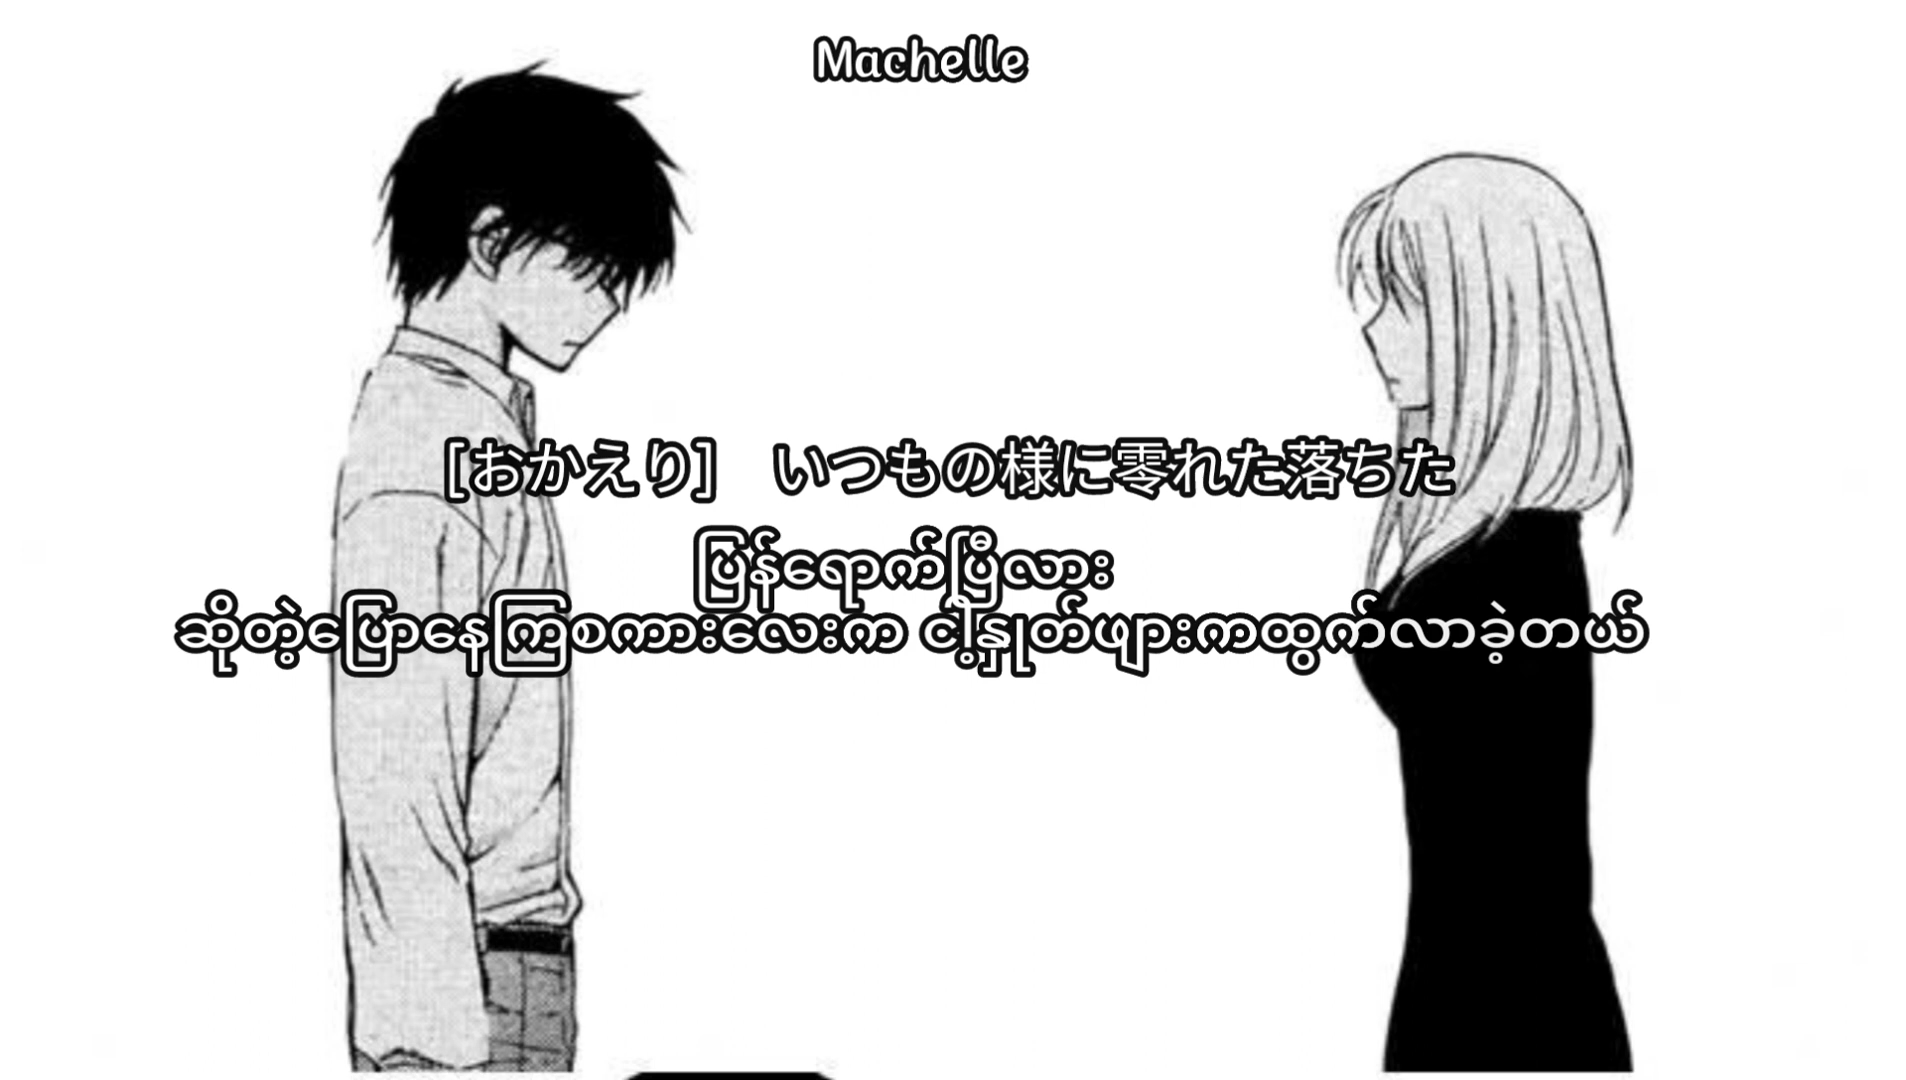 Machelle
[おかえり]　いつもの様に零れた落ちた
ပြန်ရောက်ပြီလား
ဆိုတဲ့ပြောနေကြစကားလေးက ငါ့နှုတ်ဖျားကထွက်လာခဲ့တယ်